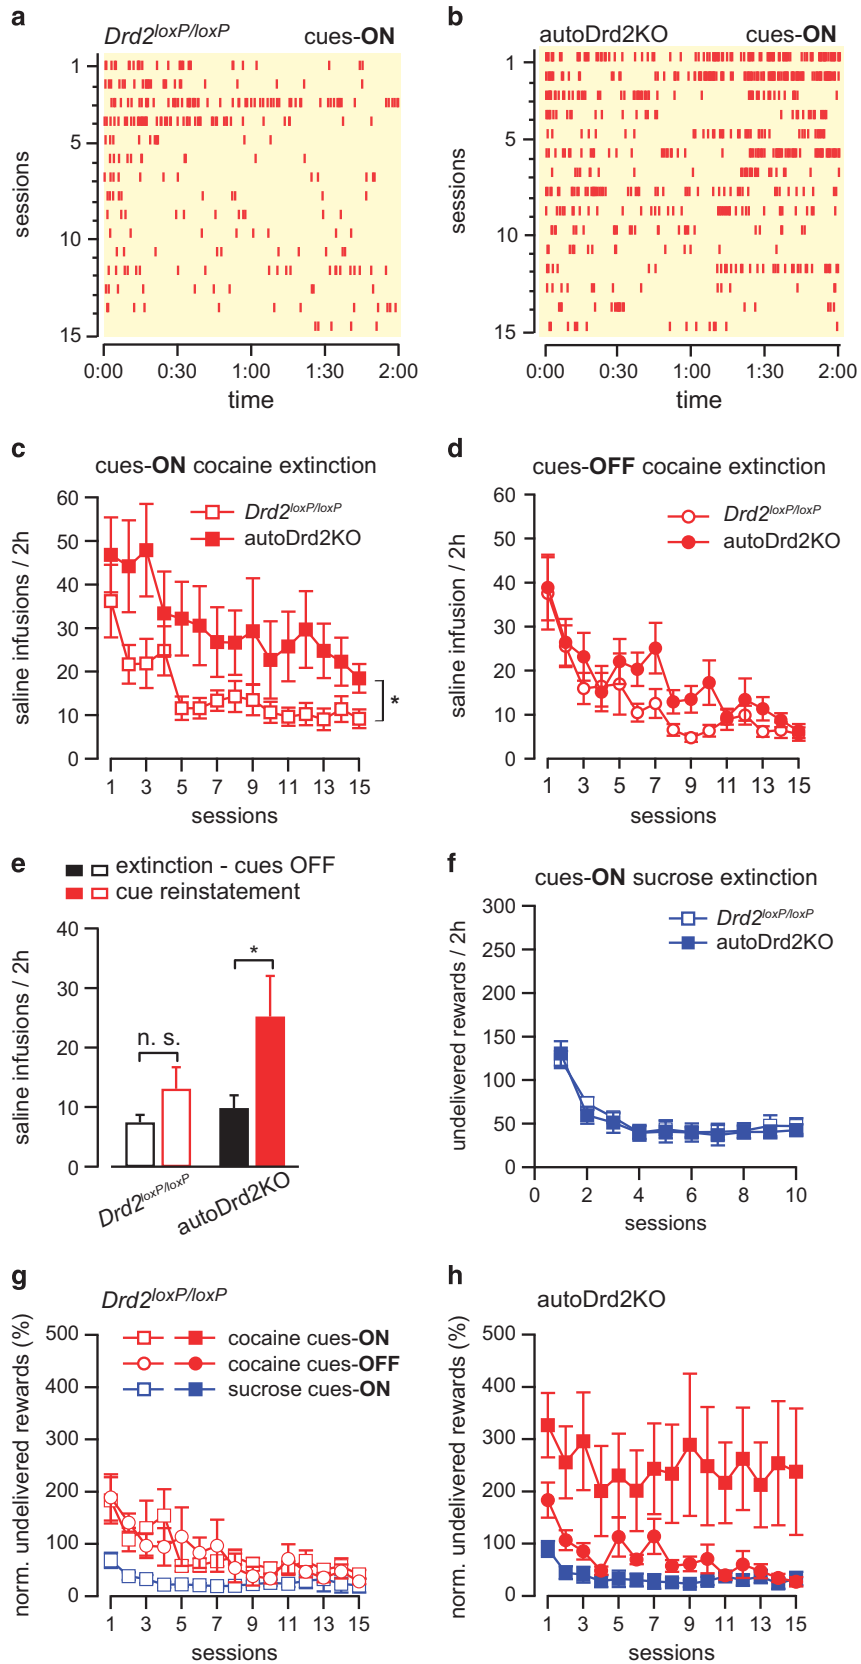 a
Drd2loxP/loxP cues-ON
1
5
10
15
sessions
0:00 0:30 1:00 1:30 2:00
time
b
autoDrd2KO cues-ON
1
5
10
15
sessions
0:00 0:30 1:00 1:30 2:00
time
c
cues-ON cocaine extinction
60
50
40
30
20
10
0
saline infusions / 2h
Drd2loxP/loxP
autoDrd2KO
*
1 3 5 7 9 11 13 15
sessions
d
cues-OFF cocaine extinction
60
50
40
30
20
10
0
saline infusion / 2h
Drd2loxP/loxP
autoDrd2KO
1 3 5 7 9 11 13 15
sessions
e
extinction - cues OFF
cue reinstatement
40
30
20
10
0
saline infusions / 2h
n. s.
*
Drd2loxP/loxP
autoDrd2KO
f
cues-ON sucrose extinction
300
250
200
150
100
50
0
undelivered rewards / 2h
Drd2loxP/loxP
autoDrd2KO
0 2 4 6 8 10
sessions
g
Drd2loxP/loxP
500
400
300
200
100
0
norm. undelivered rewards (%)
cocaine cues-ON
cocaine cues-OFF
sucrose cues-ON
1 3 5 7 9 11 13 15
sessions
h
autoDrd2KO
500
400
300
200
100
0
norm. undelivered rewards (%)
1 3 5 7 9 11 13 15
sessions